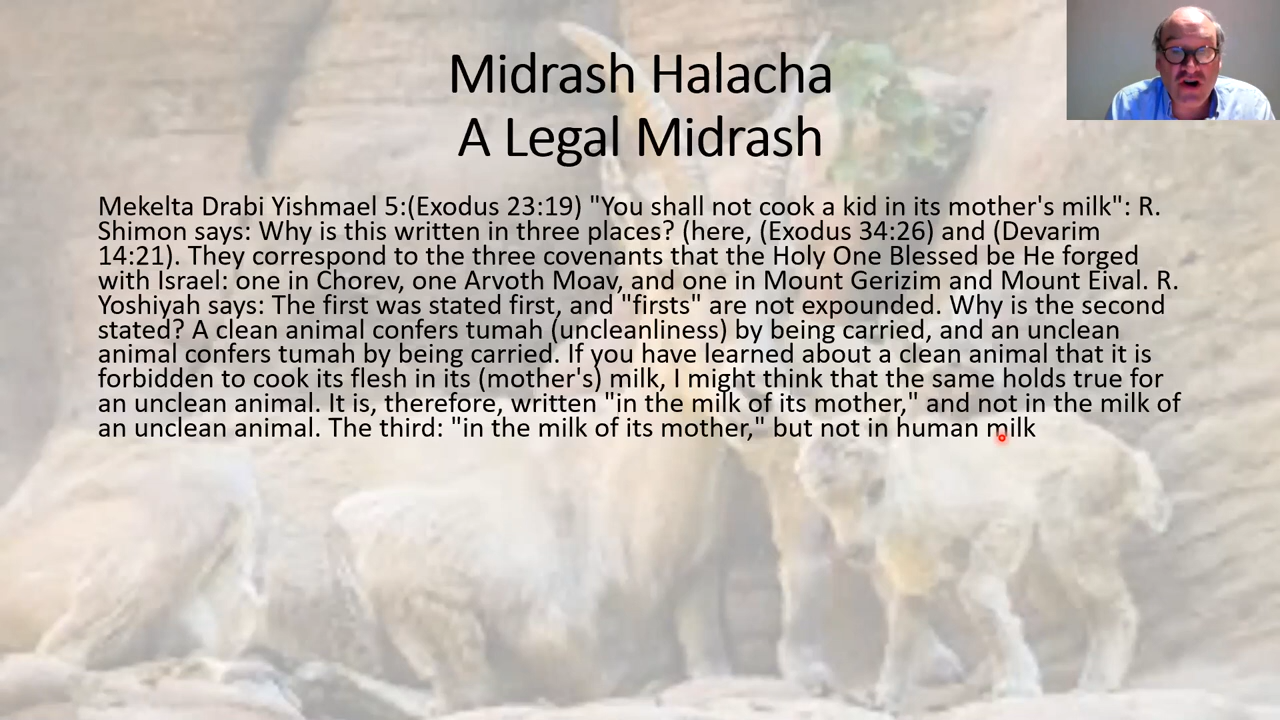 Midrash Halacha
A Legal Midrash
Mekelta Drabi Yishmael 5:(Exodus 23:19) "You shall not cook a kid in its mother's milk": R.
Shimon says: Why is this written in three places? (here, (Exodus 34:26) and (Devarim
14:21). They correspond to the three covenants that the Holy One Blessed be He forged
with Israel: one in Chorev, one Arvoth Moav, and one in Mount Gerizim and Mount Eival. R.
Yoshiyah says: The first was stated first, and "firsts" are not expounded. Why is the second
stated? A clean animal confers tumah (uncleanliness) by being carried, and an unclean
animal confers tumah by being carried. If you have learned about a clean animal that it is
forbidden to cook its flesh in its (mother's) milk, I might think that the same holds true for
an unclean animal. It is, therefore, written "in the milk of its mother," and not in the milk of
an unclean animal. The third: "in the milk of its mother," but not in human milk